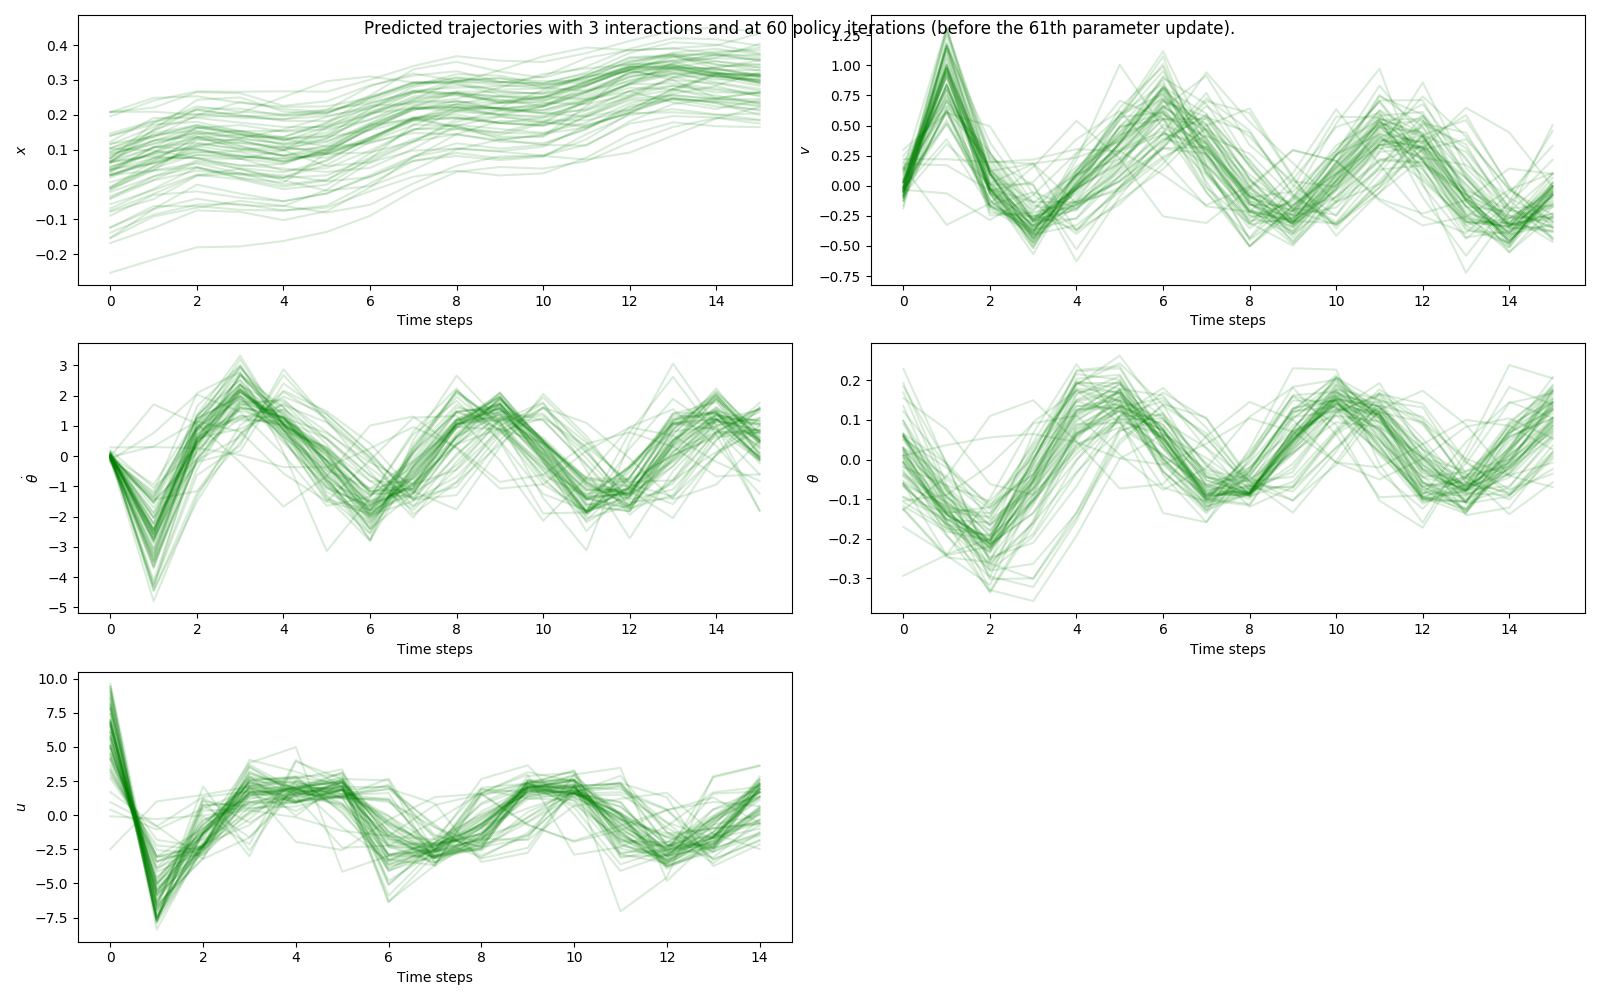 Predicted trajectories with 3 interactions and at 60 policy iterations (before the 61th parameter update).
0.4
0.3
0.2
0.1
0.0
−0.1
−0.2
x
0 2 4 6 8 10 12 14
Time steps
1.25
1.00
0.75
0.50
0.25
0.00
−0.25
−0.50
−0.75
v
0 2 4 6 8 10 12 14
Time steps
3
2
1
0
−1
−2
−3
−4
−5
θ̇
0 2 4 6 8 10 12 14
Time steps
0.2
0.1
0.0
−0.1
−0.2
−0.3
θ
0 2 4 6 8 10 12 14
Time steps
10.0
7.5
5.0
2.5
0.0
−2.5
−5.0
−7.5
u
0 2 4 6 8 10 12 14
Time steps